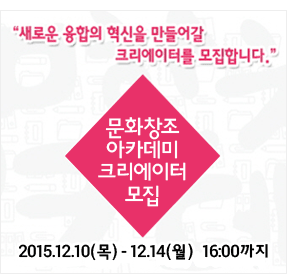 “새로운 융합의 혁신을 만들어갈
크리에이터를 모집합니다.”
문화창조
아카데미
크리에이터
모집
2015.12.10(목) - 12.14(월) 16:00까지